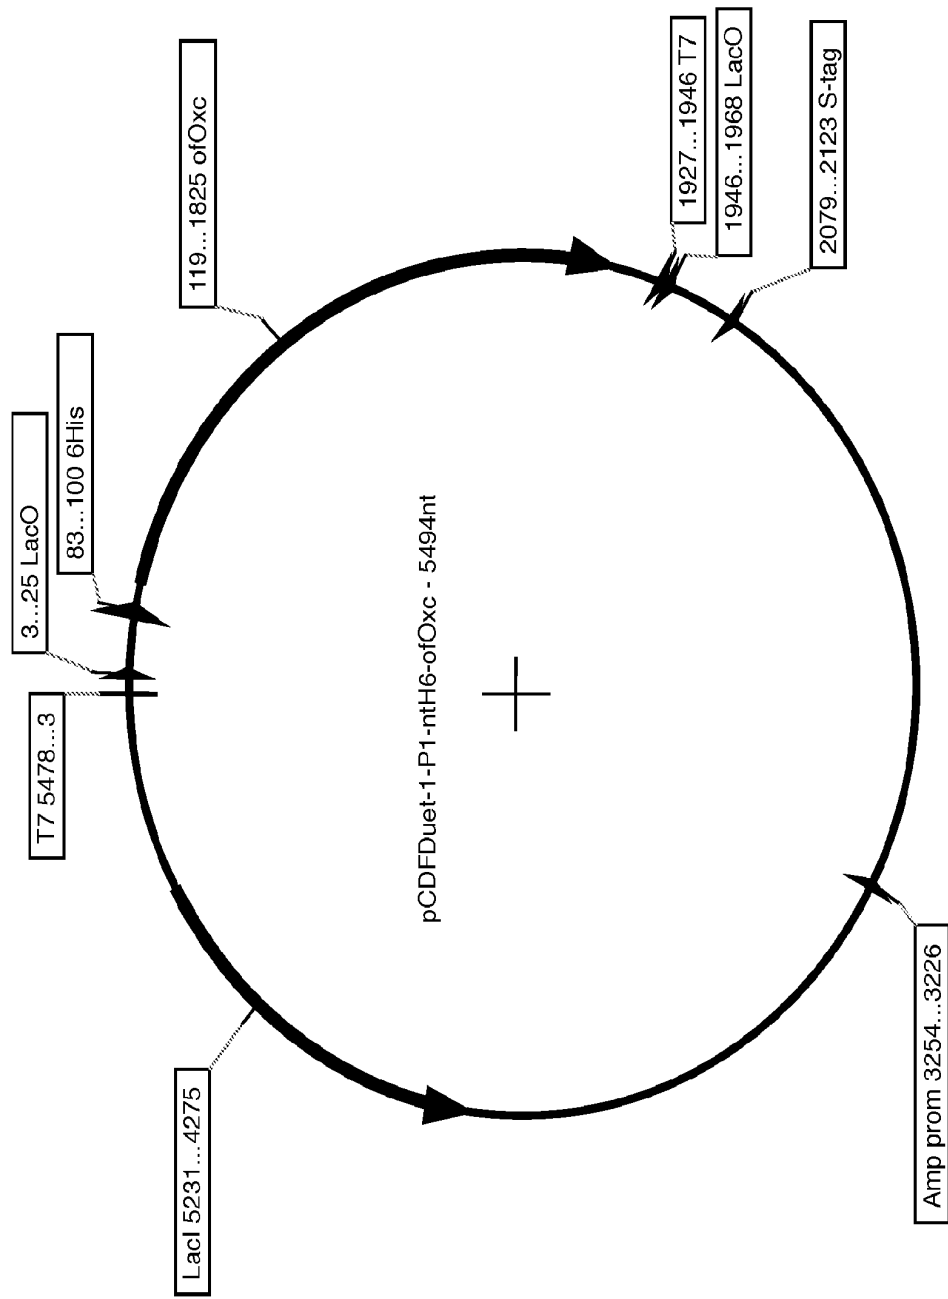 T7 5478...3
3...25 LacO
83...100 6His
119...1825 ofOxc
1927...1946 T7
1946...1968 LacO
2079...2123 S-tag
Amp prom 3254...3226
LacI 5231...4275
pCDFDuet-1-P1-ntH6-ofOxc - 5494nt